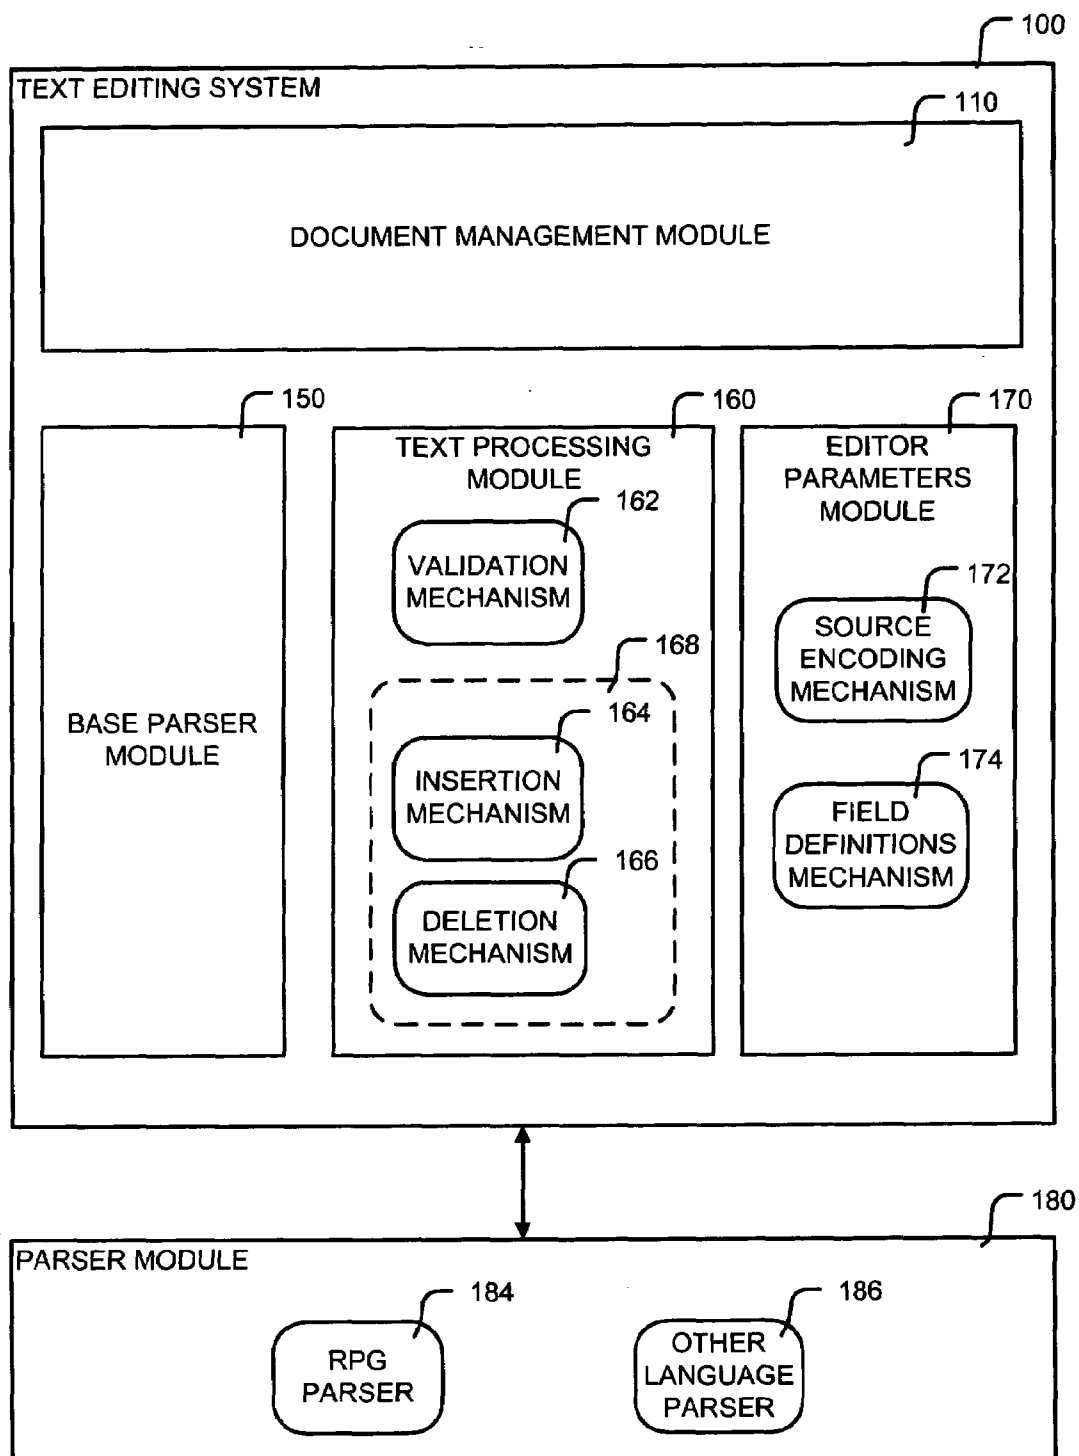 100
TEXT EDITING SYSTEM
110
DOCUMENT MANAGEMENT MODULE
150
160
170
TEXT PROCESSING
MODULE
EDITOR
PARAMETERS
MODULE
162
VALIDATION
MECHANISM
172
SOURCE
ENCODING
MECHANISM
168
164
BASE PARSER
MODULE
INSERTION
MECHANISM
174
FIELD
DEFINITIONS
MECHANISM
166
DELETION
MECHANISM
180
PARSER MODULE
184
RPG
PARSER
186
OTHER
LANGUAGE
PARSER